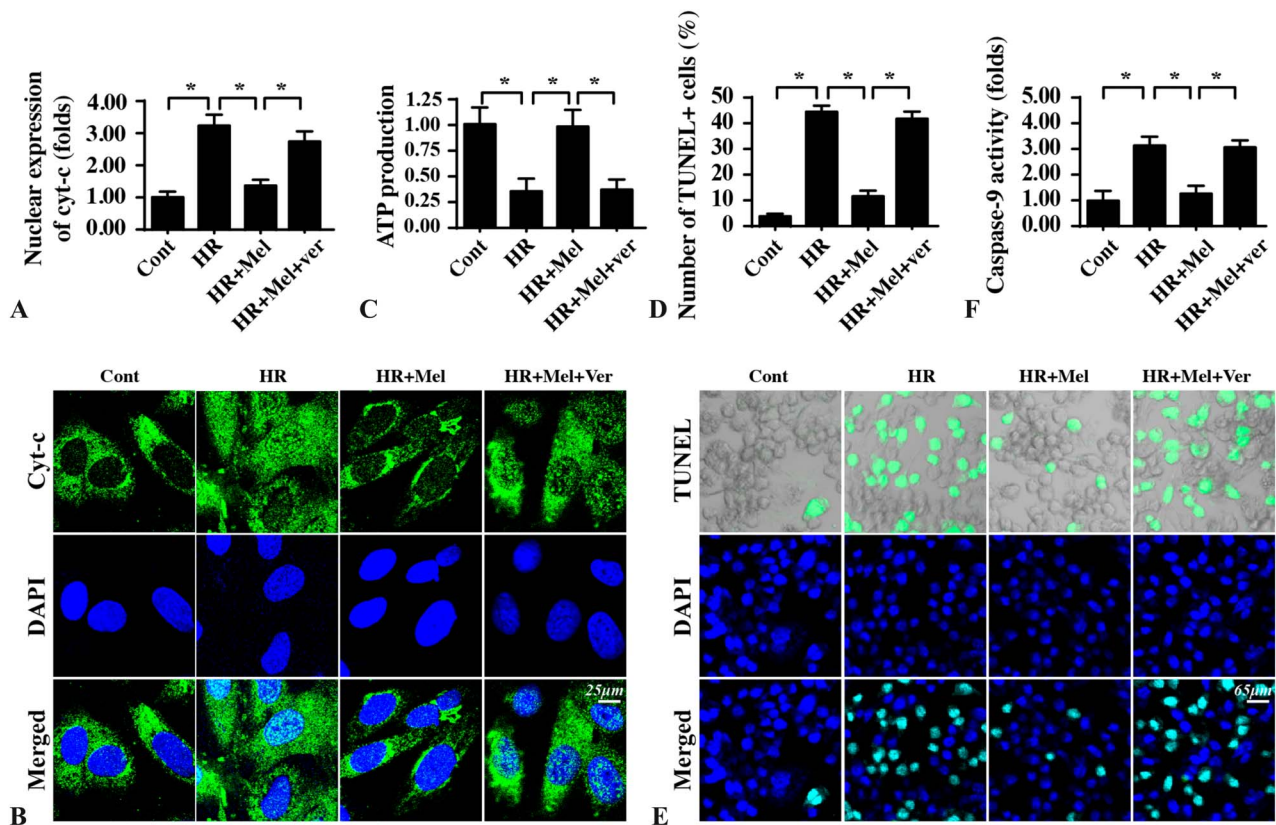 Nuclear expression
of cyt-c (folds)
4.00
3.00
2.00
1.00
0.00
* * *
Cont
HR
HR+Mel
HR+Mel+ver
A
ATP production
1.25
1.00
0.75
0.50
0.25
0.00
* * *
Cont
HR
HR+Mel
HR+Mel+ver
C
Number of TUNEL+ cells (%)
50
40
30
20
10
0
* * *
Cont
HR
HR+Mel
HR+Mel+ver
D
Caspase-9 activity (folds)
5.00
4.00
3.00
2.00
1.00
0.00
* * *
Cont
HR
HR+Mel
HR+Mel+ver
F
Cont HR HR+Mel HR+Mel+Ver
Cyt-c
DAPI
Merged
25μm
B
Cont HR HR+Mel HR+Mel+Ver
TUNEL
DAPI
Merged
65μm
E